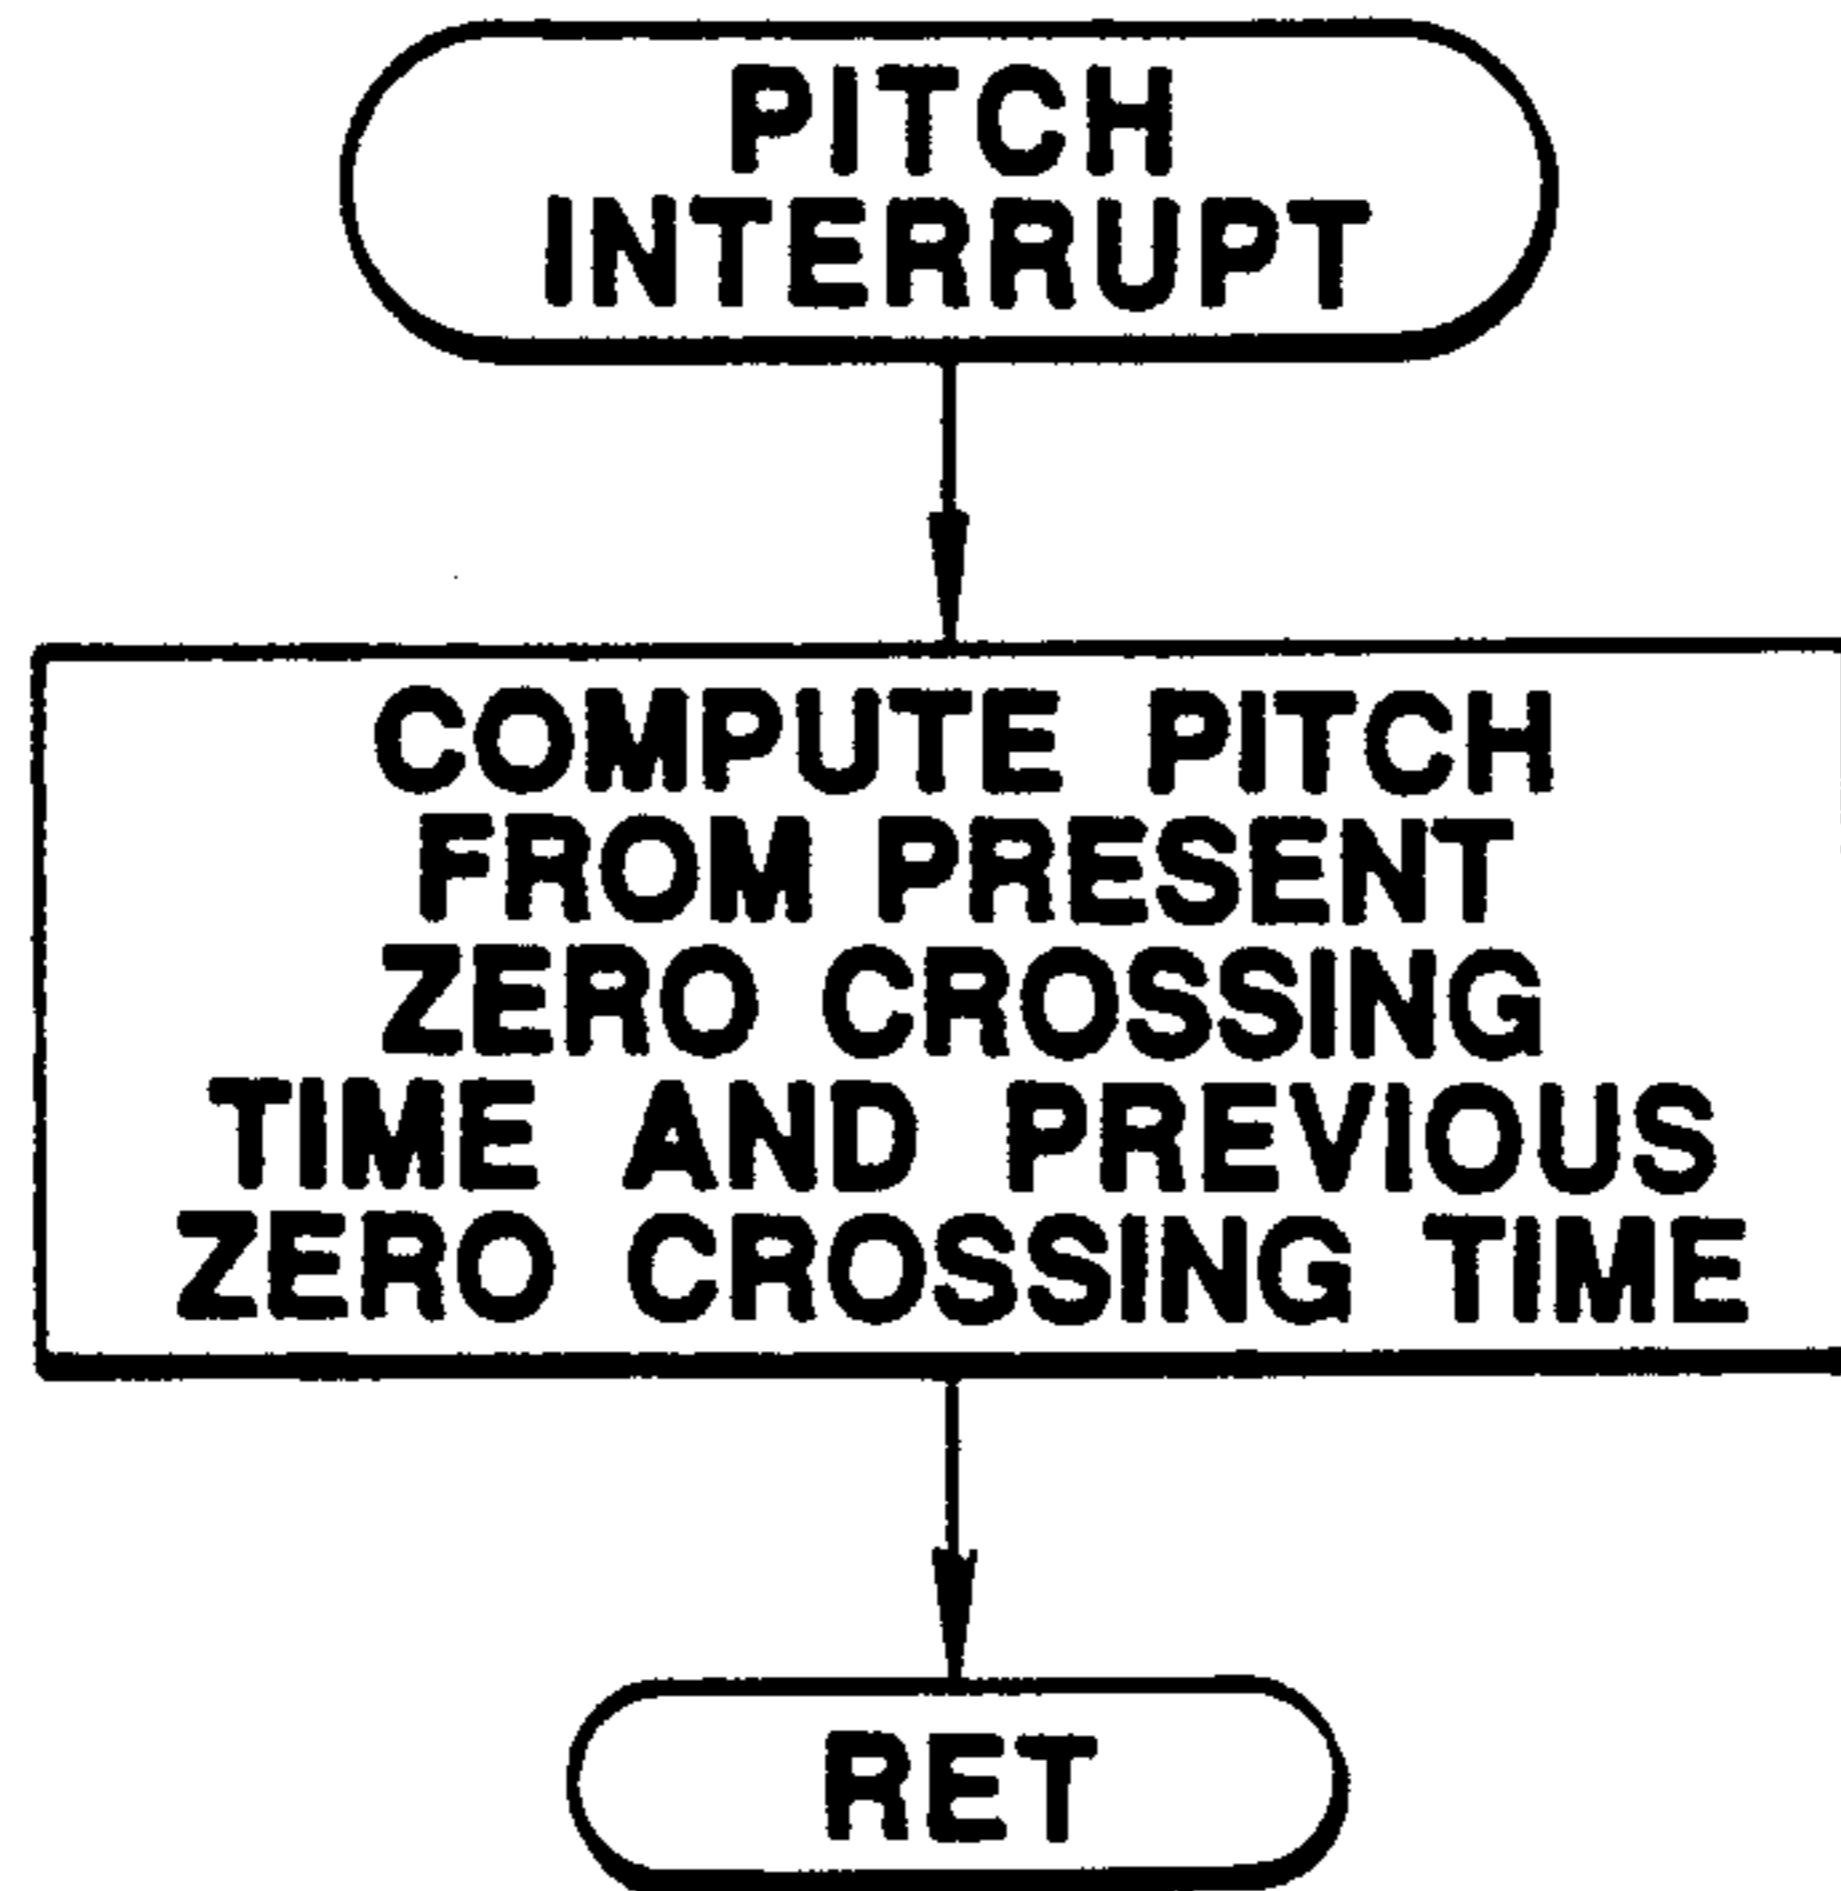 PITCH
INTERRUPT
COMPUTE PITCH
FROM PRESENT
ZERO CROSSING
TIME AND PREVIOUS
ZERO CROSSING TIME
RET